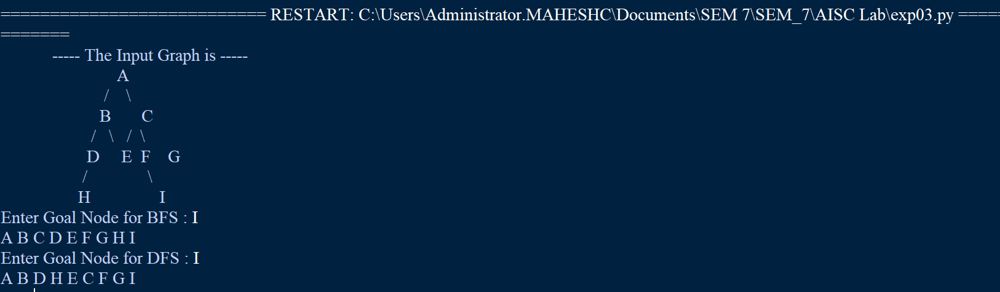 =========================== RESTART: C:\Users\Administrator.MAHESHC\Documents\SEM 7\SEM_7\AISC Lab\exp03.py =====
=======
----- The Input Graph is -----
A
/ \
B C
/ \ / \
D E F G
/ \
H I
Enter Goal Node for BFS : I
A B C D E F G H I
Enter Goal Node for DFS : I
A B D H E C F G I